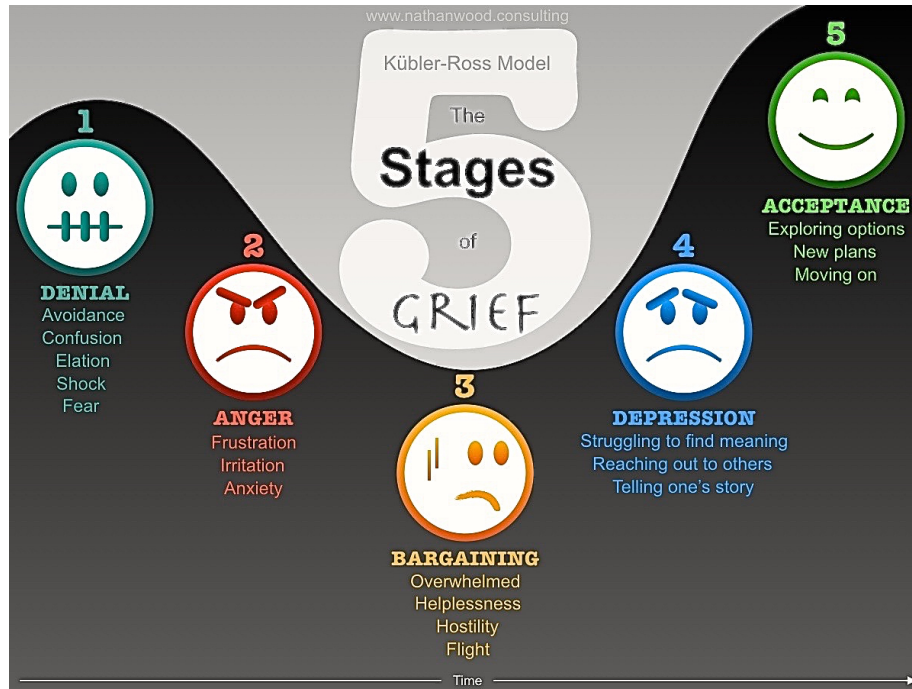 www.nathanwood.consulting
Kübler-Ross Model
The
5
Stages
of
GRIEF
1
DENIAL
Avoidance
Confusion
Elation
Shock
Fear
2
ANGER
Frustration
Irritation
Anxiety
3
BARGAINING
Overwhelmed
Helplessness
Hostility
Flight
4
DEPRESSION
Struggling to find meaning
Reaching out to others
Telling one's story
5
ACCEPTANCE
Exploring options
New plans
Moving on
Time